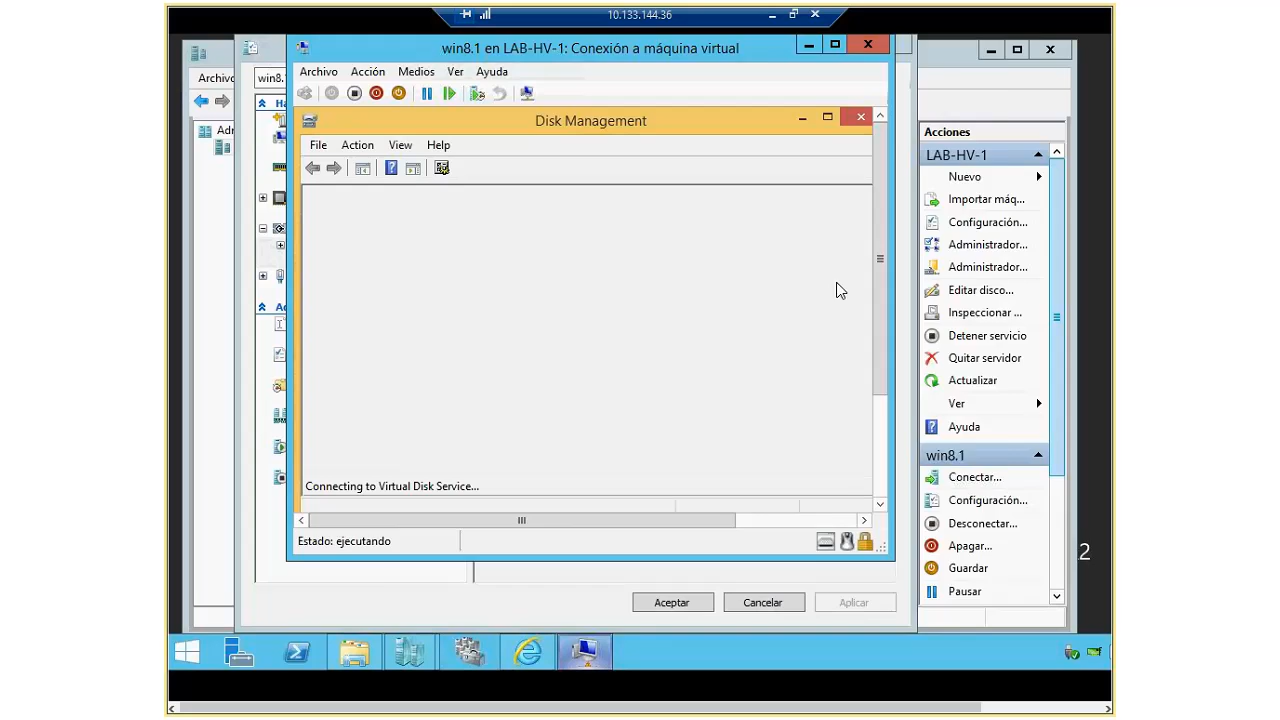 10.133.144.36
win8.1 en LAB-HV-1: Conexión a máquina virtual
Archivo
win8.
Archivo Acción Medios Ver Ayuda
Ha
Adr
Disk Management
File Action View Help
Connecting to Virtual Disk Service...
Estado: ejecutando
Aceptar Cancelar Aplicar
Acciones
LAB-HV-1
Nuevo
Importar máq...
Configuración...
Administrador...
Administrador...
Editar disco...
Inspeccionar ...
Detener servicio
Quitar servidor
Actualizar
Ver
Ayuda
win8.1
Conectar...
Configuración...
Desconectar...
Apagar...
Guardar
Pausar
2